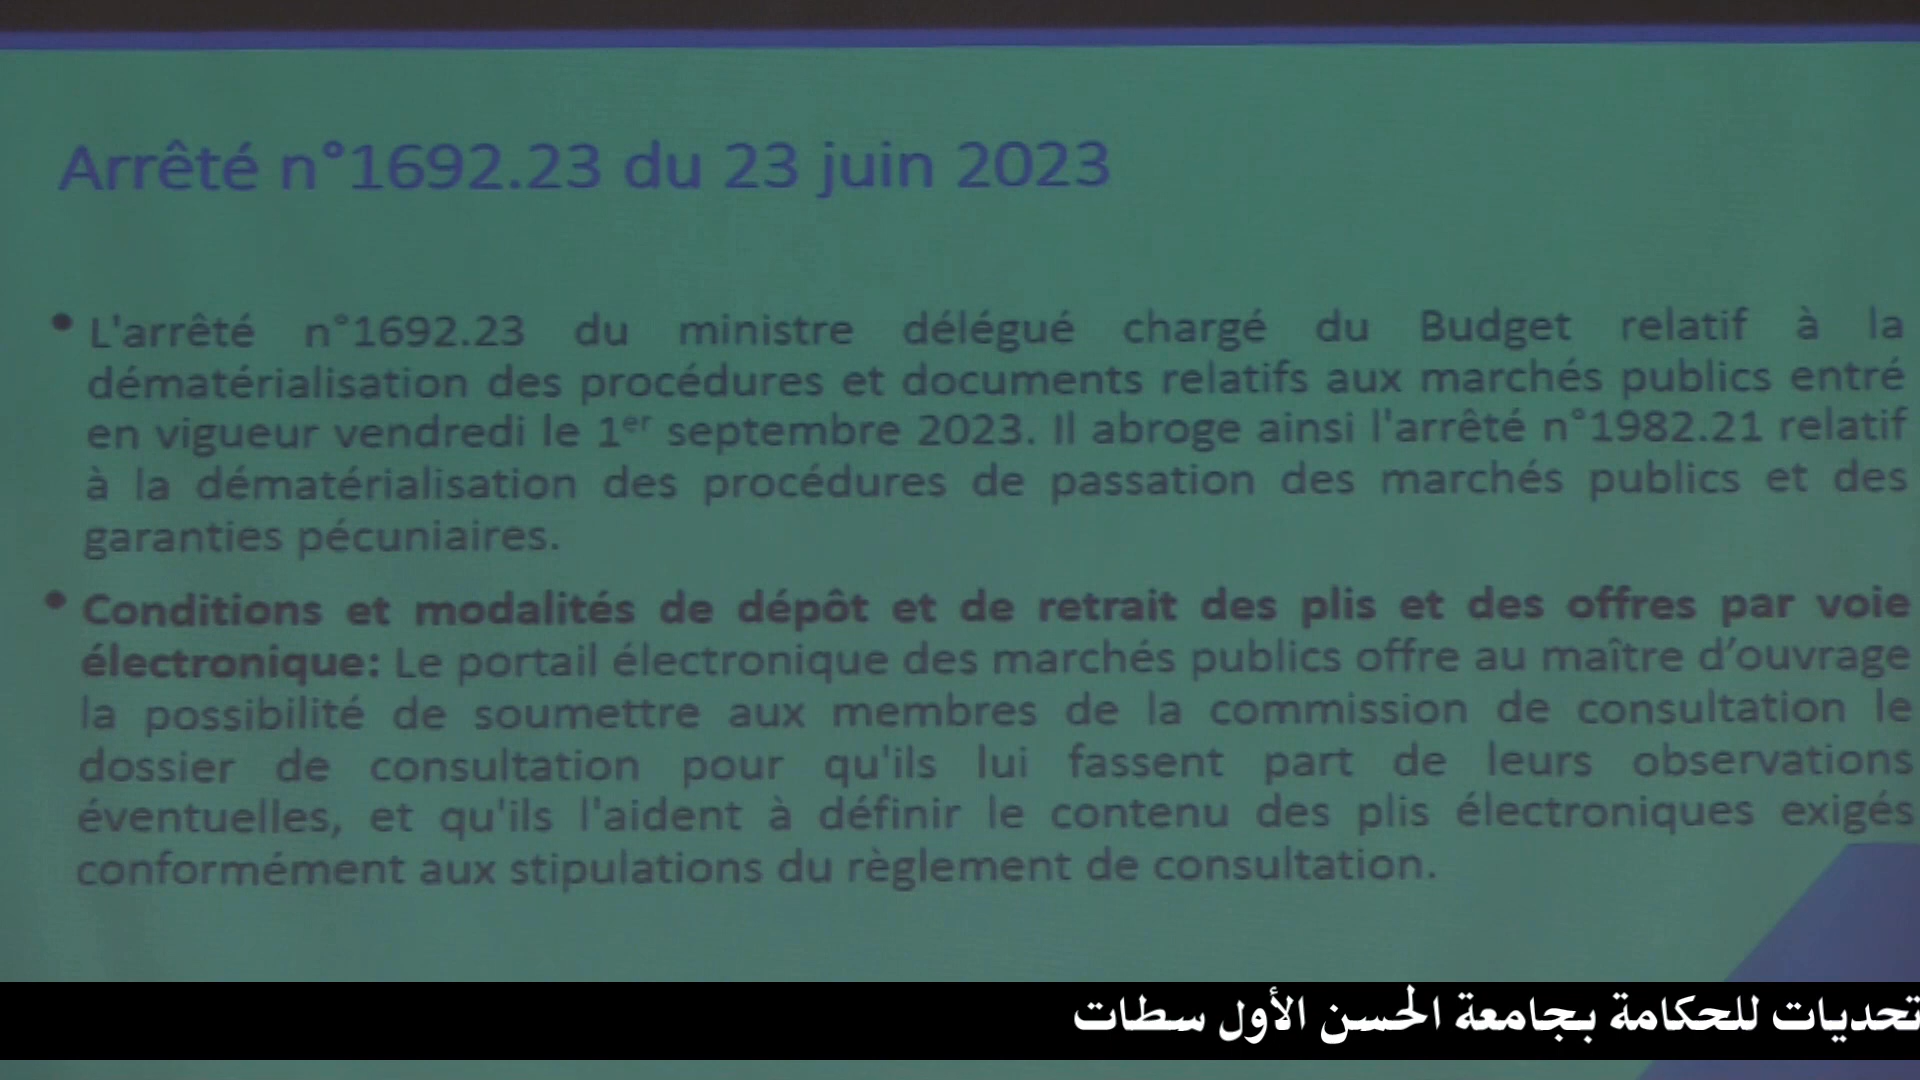 Arrêté n°1692.23 du 23 juin 2023
• L'arrêté n°1692.23 du ministre délégué chargé du Budget relatif à la
dématérialisation des procédures et documents relatifs aux marchés publics entré
en vigueur vendredi le 1er septembre 2023. Il abroge ainsi l'arrêté n°1982.21 relatif
à la dématérialisation des procédures de passation des marchés publics et des
garanties pécuniaires.
• Conditions et modalités de dépôt et de retrait des plis et des offres par voie
électronique: Le portail électronique des marchés publics offre au maître d’ouvrage
la possibilité de soumettre aux membres de la commission de consultation le
dossier de consultation pour qu'ils lui fassent part de leurs observations
éventuelles, et qu'ils l'aident à définir le contenu des plis électroniques exigés
conformément aux stipulations du règlement de consultation.
تحديات للحكامة بجامعة الحسن الأول سطات